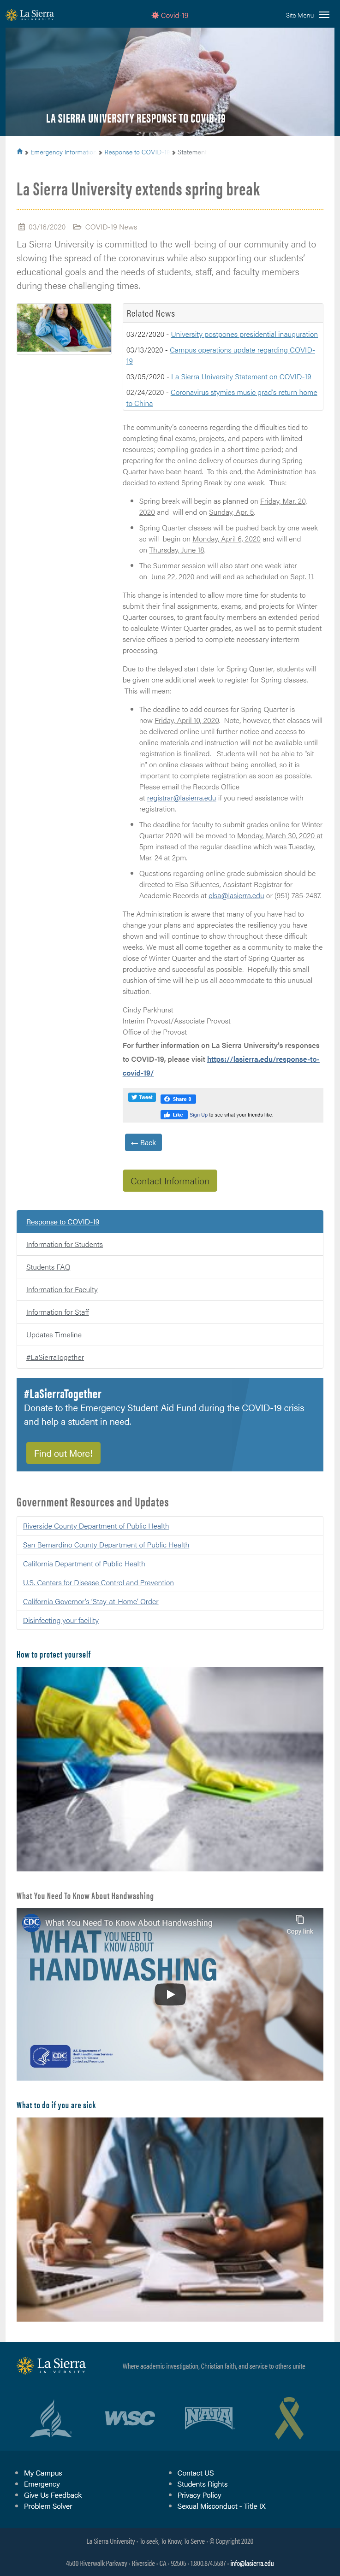 La Sierra
UNIVERSITY
Covid-19
Site Menu
LA SIERRA UNIVERSITY RESPONSE TO COVID-19
Emergency Information
Response to COVID-
Statemen
La Sierra University extends spring break
03/16/2020 COVID-19 News
La Sierra University is committed to the well-being of our community and to
slowing the spread of the coronavirus while also supporting our students’
educational goals and the needs of students, staff, and faculty members
during these challenging times.
Related News
03/22/2020 - University postpones presidential inauguration
03/13/2020 - Campus operations update regarding COVID-
19
03/05/2020 - La Sierra University Statement on COVID-19
02/24/2020 - Coronavirus stymies music grad’s return home
to China
The community’s concerns regarding the difficulties tied to
completing final exams, projects, and papers with limited
resources; compiling grades in a short time period; and
preparing for the online delivery of courses during Spring
Quarter have been heard. To this end, the Administration has
decided to extend Spring Break by one week. Thus:
• Spring break will begin as planned on Friday, Mar. 20,
2020 and will end on Sunday, Apr. 5.
• Spring Quarter classes will be pushed back by one week
so will begin on Monday, April 6, 2020 and will end
on Thursday, June 18.
• The Summer session will also start one week later
on June 22, 2020 and will end as scheduled on Sept. 11.
This change is intended to allow more time for students to
submit their final assignments, exams, and projects for Winter
Quarter courses, to grant faculty members an extended period
to calculate Winter Quarter grades, as well as to permit student
service offices a period to complete necessary interterm
processing.
Due to the delayed start date for Spring Quarter, students will
be given one additional week to register for Spring classes.
This will mean:
• The deadline to add courses for Spring Quarter is
now Friday, April 10, 2020. Note, however, that classes will
be delivered online until further notice and access to
online materials and instruction will not be available until
registration is finalized. Students will not be able to “sit
in” on online classes without being enrolled, so it is
important to complete registration as soon as possible.
Please email the Records Office
at registrar@lasierra.edu if you need assistance with
registration.
• The deadline for faculty to submit grades online for Winter
Quarter 2020 will be moved to Monday, March 30, 2020 at
5pm instead of the regular deadline which was Tuesday,
Mar. 24 at 2pm.
• Questions regarding online grade submission should be
directed to Elsa Sifuentes, Assistant Registrar for
Academic Records at elsa@lasierra.edu or (951) 785-2487.
The Administration is aware that many of you have had to
change your plans and appreciates the resiliency you have
shown and will continue to show throughout these difficult
weeks. We must all come together as a community to make the
close of Winter Quarter and the start of Spring Quarter as
productive and successful as possible. Hopefully this small
cushion of time will help us all accommodate to this unusual
situation.
Cindy Parkhurst
Interim Provost/Associate Provost
Office of the Provost
For further information on La Sierra University’s responses
to COVID-19, please visit https://lasierra.edu/response-to-
covid-19/
Tweet
Share 0
Like Sign Up to see what your friends like.
← Back
Contact Information
Response to COVID-19
Information for Students
Students FAQ
Information for Faculty
Information for Staff
Updates Timeline
#LaSierraTogether
#LaSierraTogether
Donate to the Emergency Student Aid Fund during the COVID-19 crisis
and help a student in need.
Find out More!
Government Resources and Updates
Riverside County Department of Public Health
San Bernardino County Department of Public Health
California Department of Public Health
U.S. Centers for Disease Control and Prevention
California Governor’s ‘Stay-at-Home’ Order
Disinfecting your facility
How to protect yourself
What You Need To Know About Handwashing
CDC What You Need To Know About Handwashing
Copy link
WHAT YOU NEED TO
KNOW ABOUT
HANDWASHING
CDC
What to do if you are sick
La Sierra
UNIVERSITY
Where academic investigation, Christian faith, and service to others unite
WASC
NAIA
• My Campus
• Emergency
• Give Us Feedback
• Problem Solver
• Contact US
• Students Rights
• Privacy Policy
• Sexual Misconduct - Title IX
La Sierra University • To seek, To Know, To Serve • © Copyright 2020
4500 Riverwalk Parkway • Riverside • CA • 92505 • 1.800.874.5587 • info@lasierra.edu